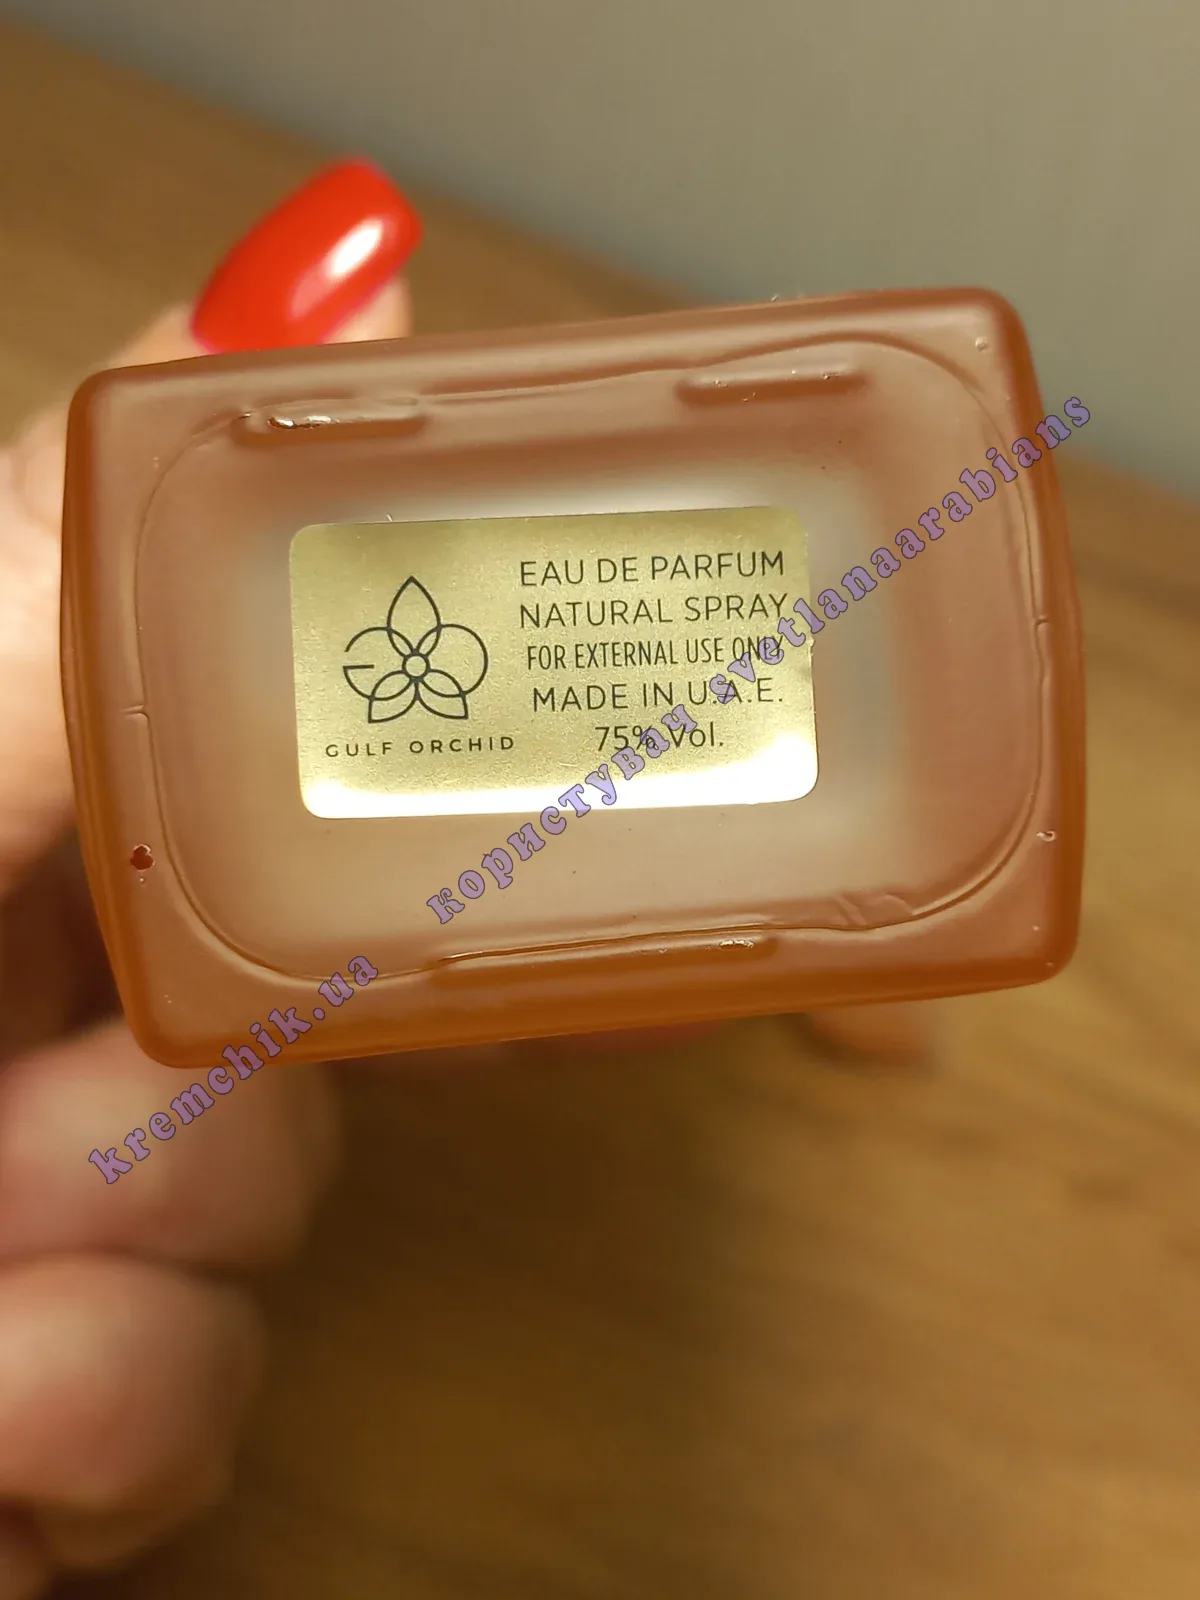 EAU DE PARFUM
NATURAL SPRAY
FOR EXTERNAL USE ONLY
MADE IN U.A.E.
75% Vol.
GULF ORCHID
kremchik.ua
користувач svetlanaarabians